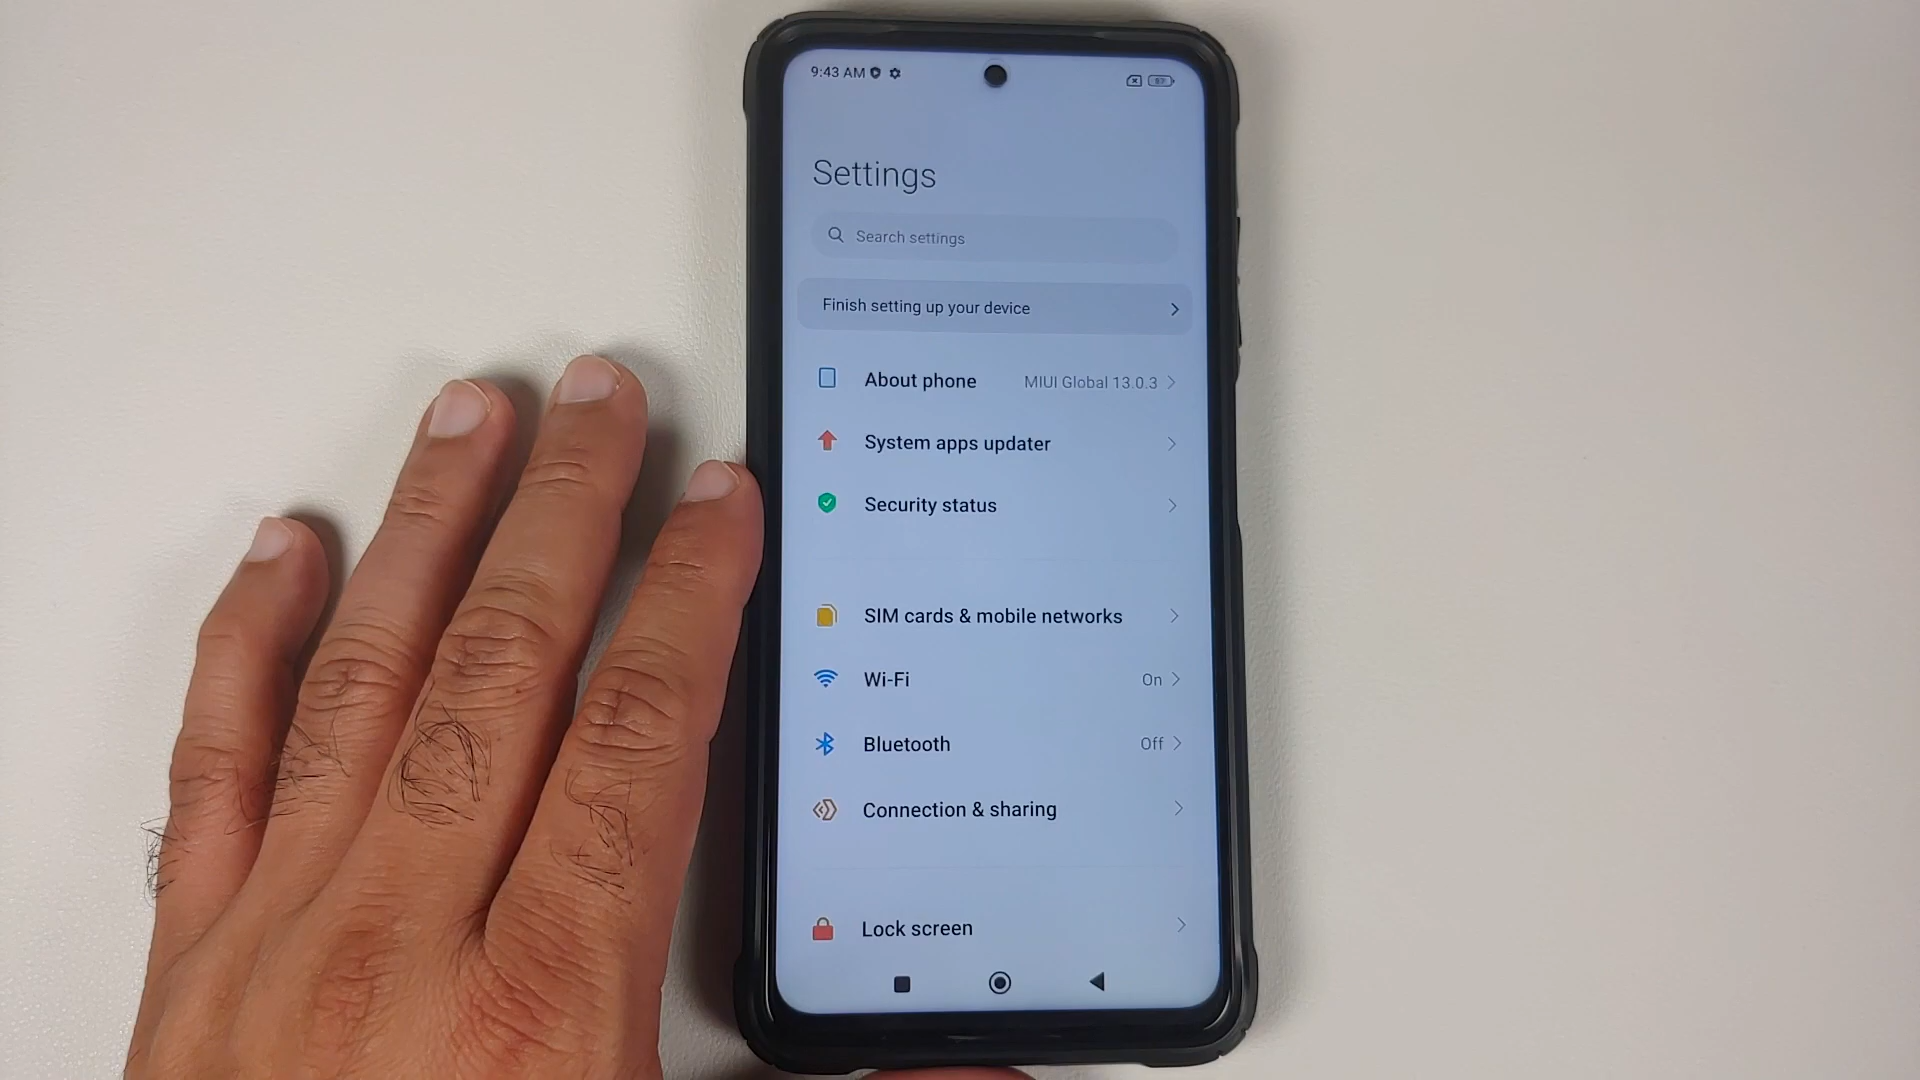 9:43 AM
Settings
Search settings
Finish setting up your device
About phone MIUI Global 13.0.3
System apps updater
Security status
SIM cards & mobile networks
Wi-Fi On
Bluetooth Off
Connection & sharing
Lock screen